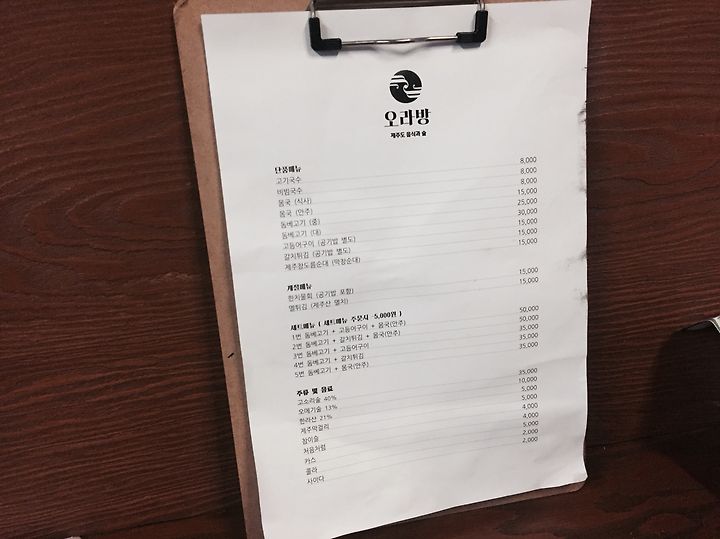 오라방
제주도 음식과 술
단품메뉴
고기국수 8,000
비빔국수 8,000
몸국 (식사) 8,000
몸국 (안주) 15,000
돔베고기 (중) 25,000
돔베고기 (대) 30,000
고등어구이 (공기밥 별도) 15,000
갈치튀김 (공기밥 별도) 15,000
제주창도름순대 (막창순대) 15,000
계절메뉴
한치물회 (공기밥 포함) 15,000
멜튀김 (제주산 멸치) 15,000
세트메뉴 ( 세트메뉴 주문시 -5,000원 )
1번 돔베고기 + 고등어구이 + 몸국(안주) 50,000
2번 돔베고기 + 갈치튀김 + 몸국(안주) 50,000
3번 돔베고기 + 고등어구이 35,000
4번 돔베고기 + 갈치튀김 35,000
5번 돔베고기 + 몸국(안주) 35,000
주류 및 음료
고소리술 40% 35,000
오메기술 13% 10,000
한라산 21% 5,000
제주막걸리 5,000
참이슬 4,000
처음처럼 4,000
카스 5,000
콜라 2,000
사이다 2,000